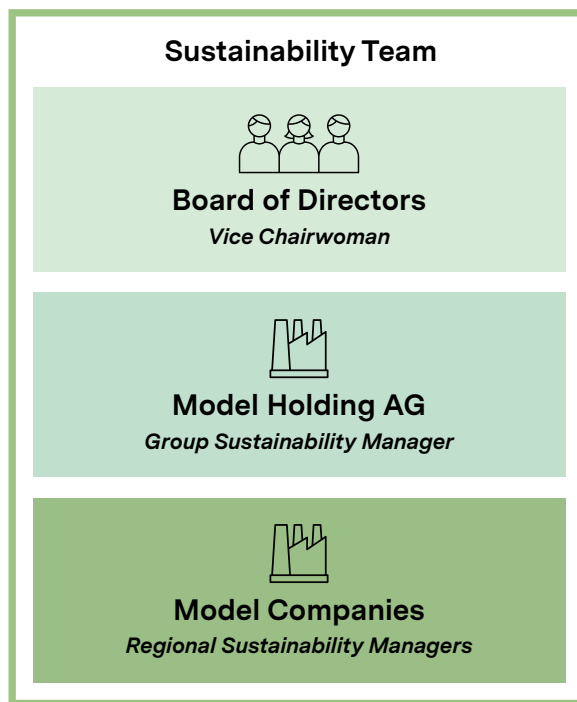 Sustainability Team
Board of Directors
Vice Chairwoman
Model Holding AG
Group Sustainability Manager
Model Companies
Regional Sustainability Managers